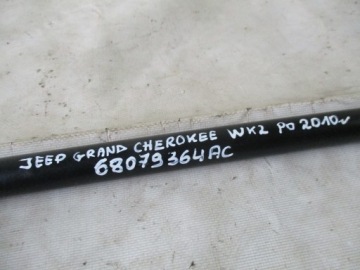 JEEP GRAND CHEROKEE WK2 PO 2010r
68079364AC